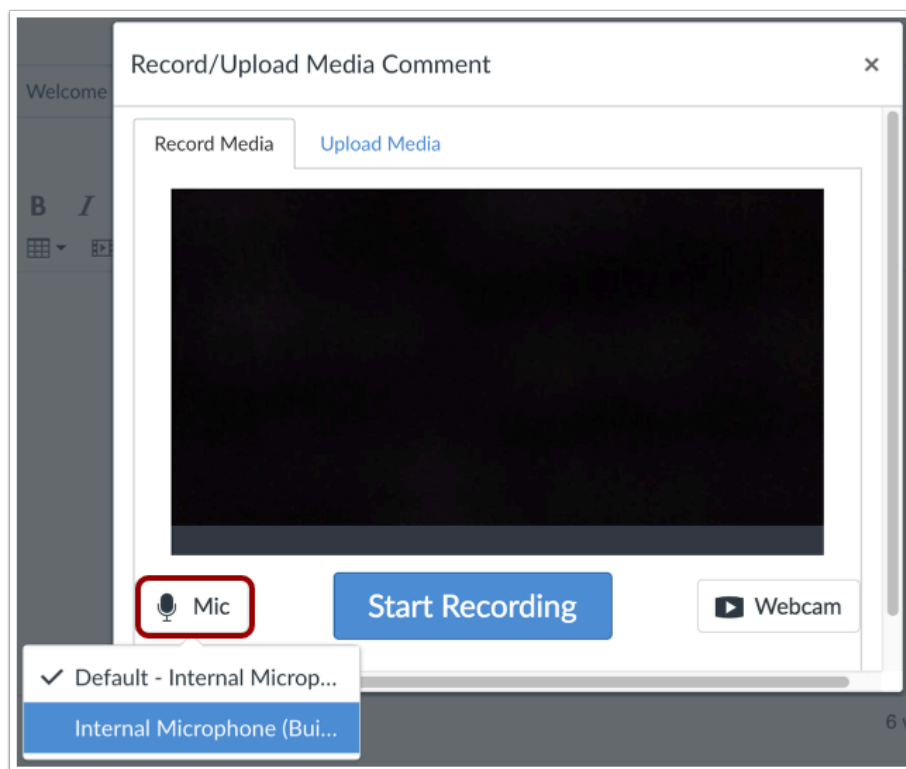 Record/Upload Media Comment ×
Welcome
Record Media Upload Media
B I
Mic Start Recording Webcam
✓ Default - Internal Microp...
Internal Microphone (Bui...
6